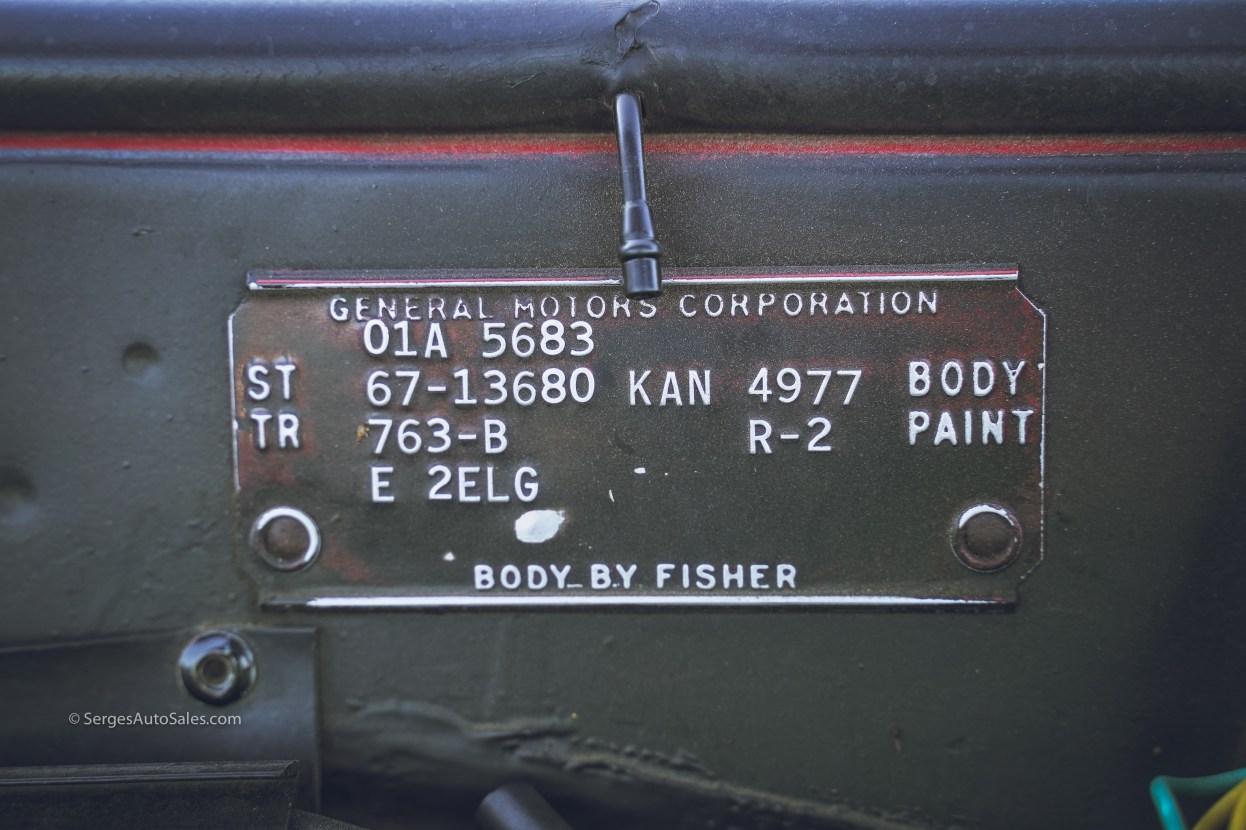 GENERAL MOTORS CORPORATION
01A 5683
ST 67-13680 KAN 4977 BODY
TR 763-B R-2 PAINT
E 2ELG
BODY BY FISHER
© SergesAutoSales.com